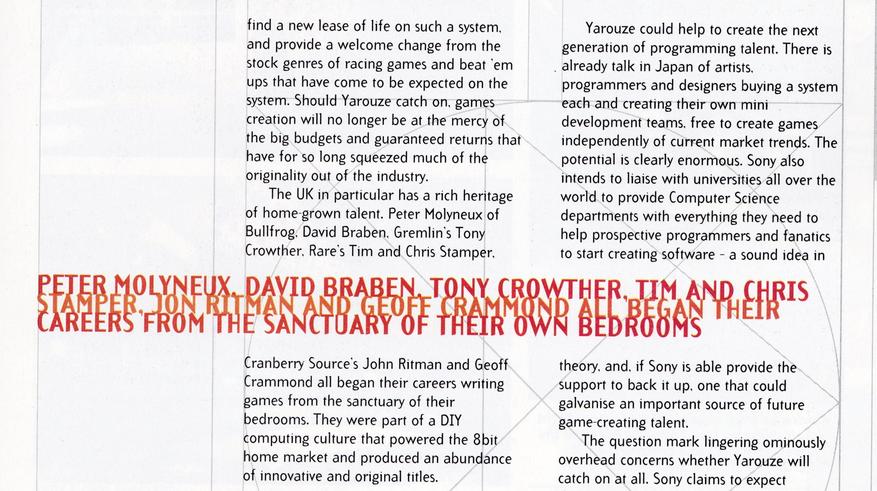 find a new lease of life on such a system,
and provide a welcome change from the
stock genres of racing games and beat 'em
ups that have come to be expected on the
system. Should Yarouze catch on, games
creation will no longer be at the mercy of
the big budgets and guaranteed returns that
have for so long squeezed much of the
originality out of the industry.
The UK in particular has a rich heritage
of home-grown talent. Peter Molyneux of
Bullfrog, David Braben, Gremlin's Tony
Crowther, Rare's Tim and Chris Stamper,
PETER MOLYNEUX, DAVID BRABEN, TONY CROWTHER, TIM AND CHRIS
STAMPER, JON RITMAN AND GEOFF CRAMMOND ALL BEGAN THEIR
CAREERS FROM THE SANCTUARY OF THEIR OWN BEDROOMS
Cranberry Source's John Ritman and Geoff
Crammond all began their careers writing
games from the sanctuary of their
bedrooms. They were part of a DIY
computing culture that powered the 8bit
home market and produced an abundance
of innovative and original titles.
Yarouze could help to create the next
generation of programming talent. There is
already talk in Japan of artists,
programmers and designers buying a system
each and creating their own mini
development teams, free to create games
independently of current market trends. The
potential is clearly enormous. Sony also
intends to liaise with universities all over the
world to provide Computer Science
departments with everything they need to
help prospective programmers and fanatics
to start creating software – a sound idea in
theory, and, if Sony is able provide the
support to back it up, one that could
galvanise an important source of future
game-creating talent.
The question mark lingering ominously
overhead concerns whether Yarouze will
catch on at all. Sony claims to expect